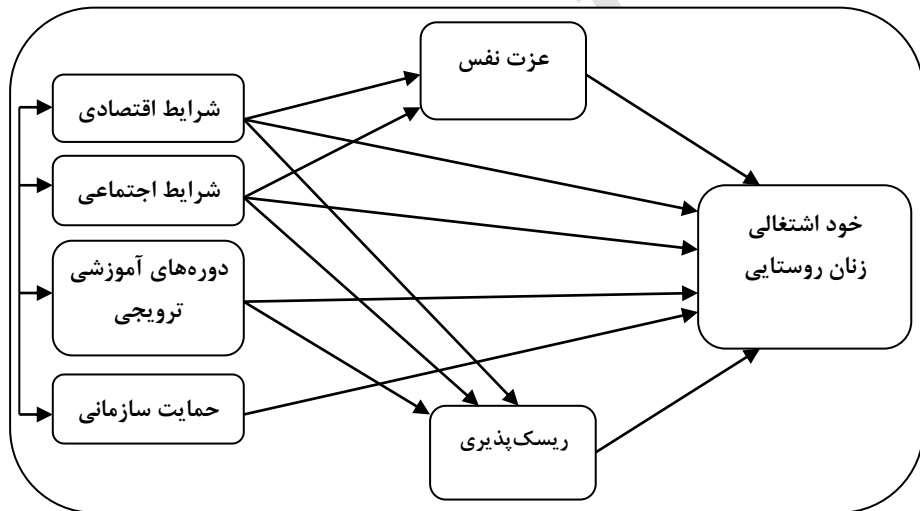 عزت نفس
شرایط اقتصادی
شرایط اجتماعی
دوره‌های آموزشی
ترویجی
حمایت سازمانی
خود اشتغالی
زنان روستایی
ریسک‌پذیری